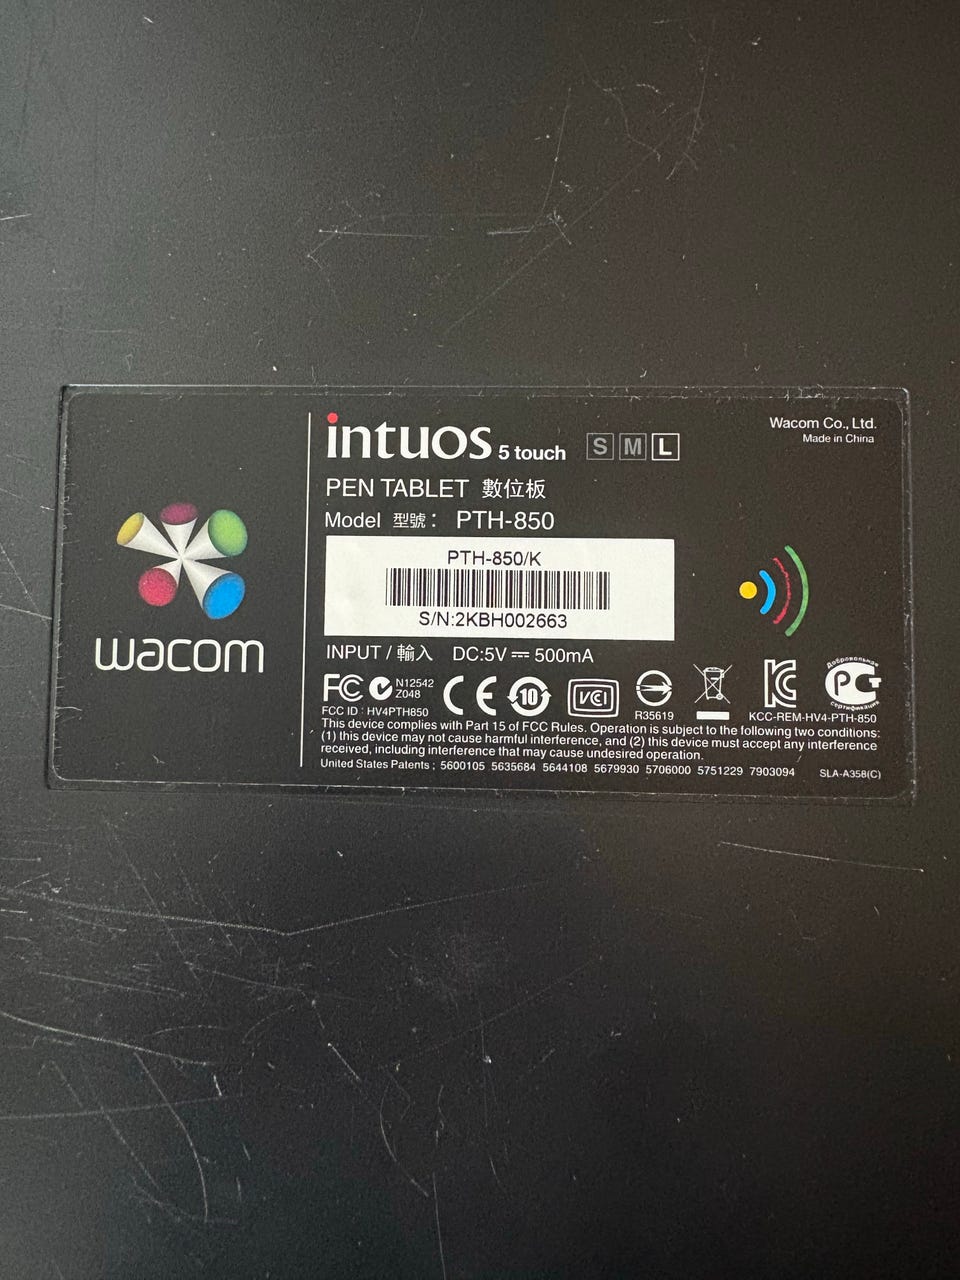 wacom
intuos 5 touch S M L
Wacom Co., Ltd.
Made in China
PEN TABLET 數位板
Model 型號： PTH-850
PTH-850/K
S/N:2KBH002663
INPUT / 輸入 DC:5V 500mA
FC N12542
Z048
CE 10 VCI
FCC ID : HV4PTH850
R35619
KCC-REM-HV4-PTH-850
Добровольная
РСТ
сертификация
This device complies with Part 15 of FCC Rules. Operation is subject to the following two conditions:
(1) this device may not cause harmful interference, and (2) this device must accept any interference
received, including interference that may cause undesired operation.
United States Patents ; 5600105 5635684 5644108 5679930 5706000 5751229 7903094 SLA-A358(C)